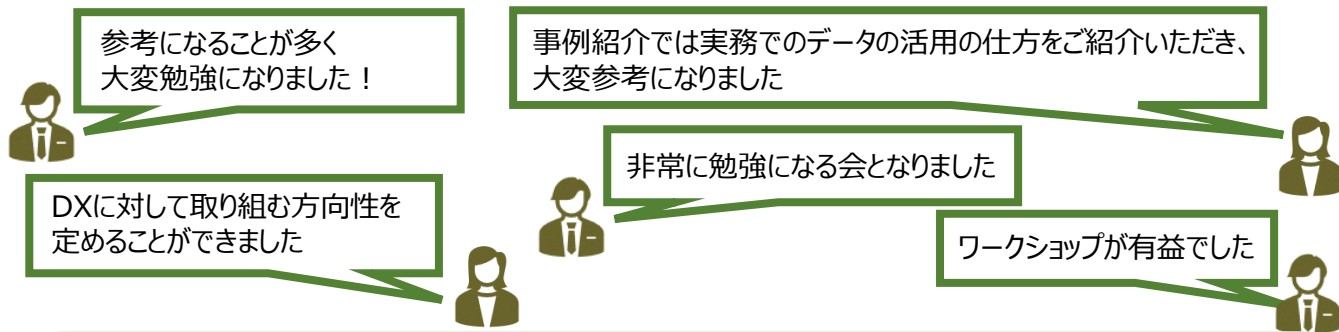 参考になることが多く
大変勉強になりました！
事例紹介では実務でのデータの活用の仕方をご紹介いただき、
大変参考になりました
非常に勉強になる会となりました
DXに対して取り組む方向性を
定めることができました
ワークショップが有益でした